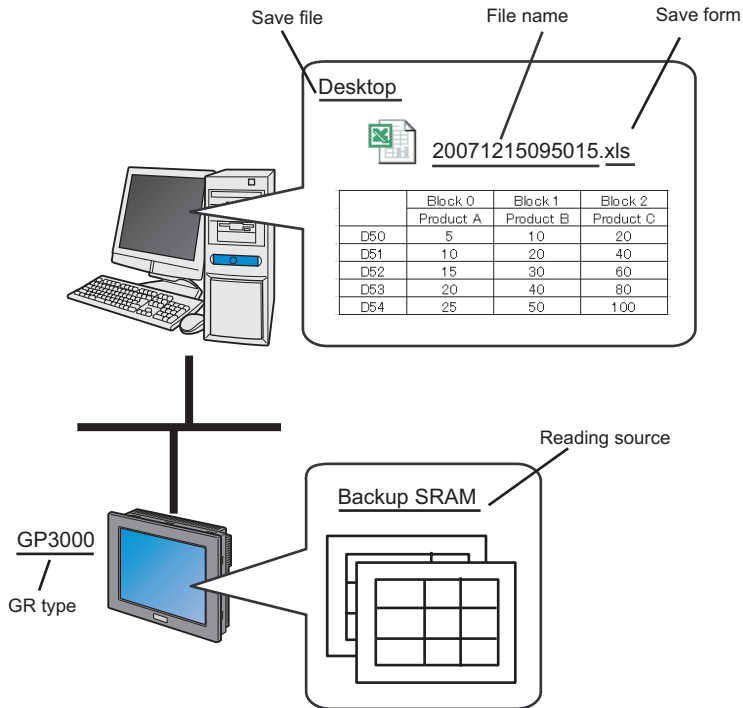 Save file
File name
Save form
Desktop
20071215095015.xls
Block 0 Block 1 Block 2
Product A Product B Product C
D50 5 10 20
D51 10 20 40
D52 15 30 60
D53 20 40 80
D54 25 50 100
Reading source
Backup SRAM
GP3000
GR type